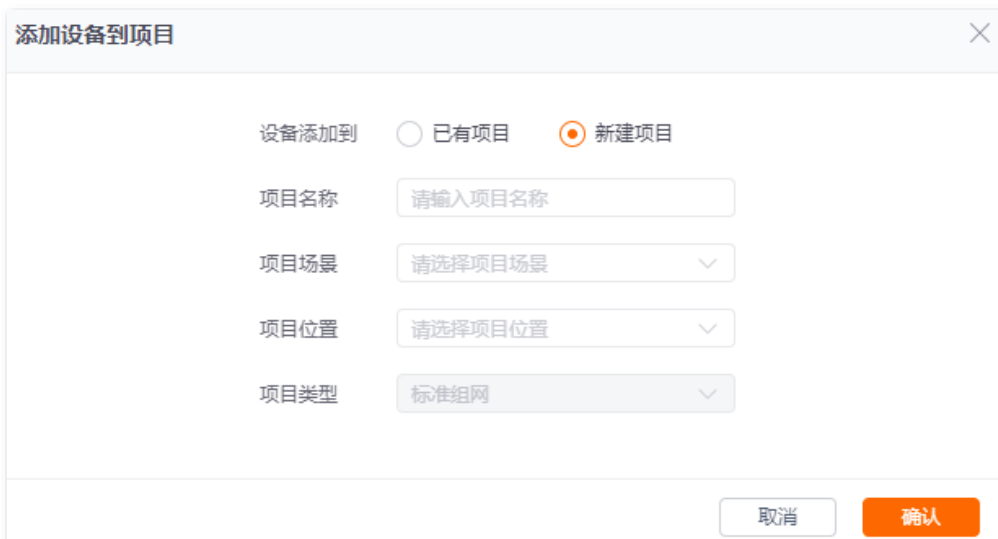 添加设备到项目
设备添加到 已有项目 新建项目
项目名称 请输入项目名称
项目场景 请选择项目场景
项目位置 请选择项目位置
项目类型 标准组网
取消 确认